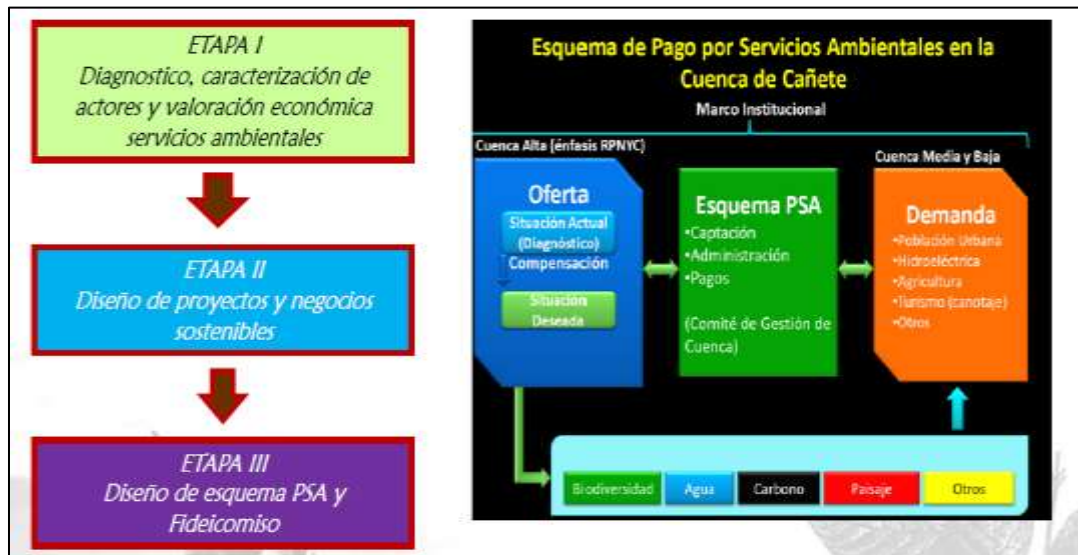 ETAPA I
Diagnostico, caracterización de
actores y valoración económica
servicios ambientales
ETAPA II
Diseño de proyectos y negocios
sostenibles
ETAPA III
Diseño de esquema PSA y
Fideicomiso
Esquema de Pago por Servicios Ambientales en la
Cuenca de Cañete
Marco Institucional
Cuenca Alta (énfasis RPNYC)
Oferta
Situación Actual
(Diagnóstico)
Compensación
Situación
Deseada
Esquema PSA
•Captación
•Administración
•Pagos
(Comité de Gestión de
Cuenca)
Cuenca Media y Baja
Demanda
•Población Urbana
•Hidroeléctrica
•Agricultura
•Turismo (canotaje)
•Otros
Biodiversidad
Agua
Carbono
Paisaje
Otros